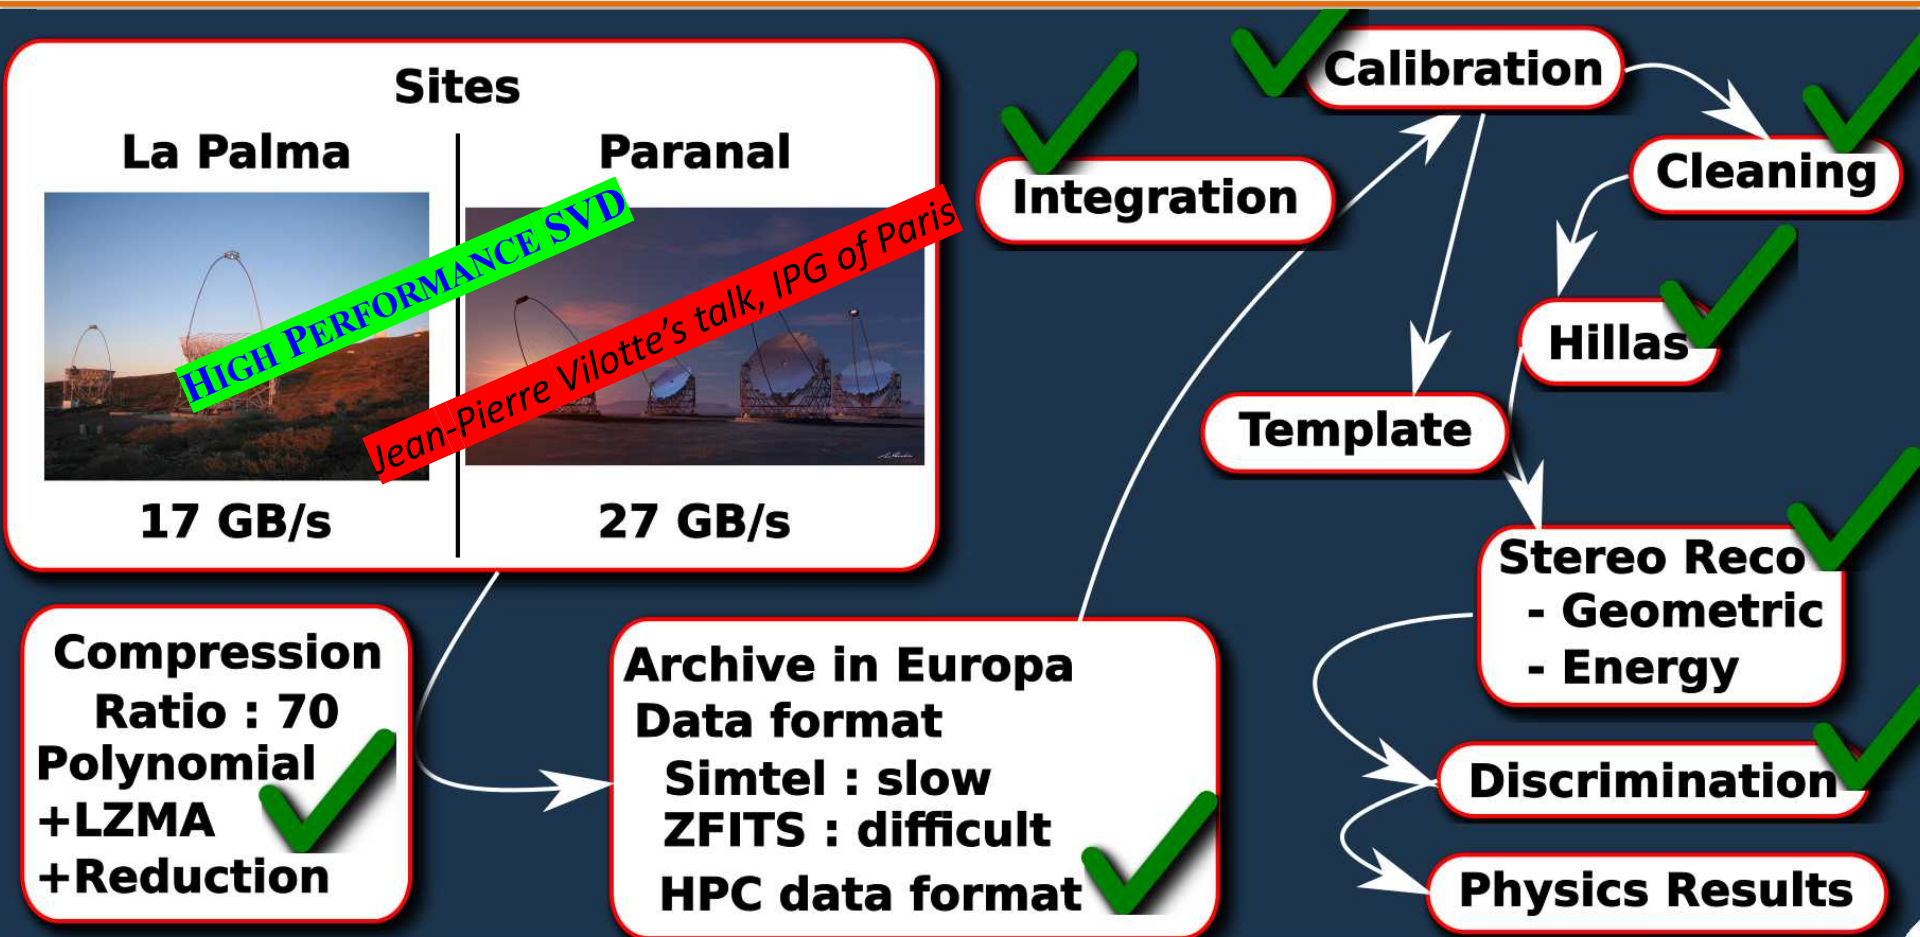 Sites
La Palma
Paranal
HIGH PERFORMANCE SVD
Jean-Pierre Vilotte's talk, IPG of Paris
17 GB/s
27 GB/s
Compression
Ratio : 70
Polynomial
+LZMA
+Reduction
Archive in Europa
Data format
Simtel : slow
ZFITS : difficult
HPC data format
Integration
Calibration
Cleaning
Hillas
Template
Stereo Reco
- Geometric
- Energy
Discrimination
Physics Results